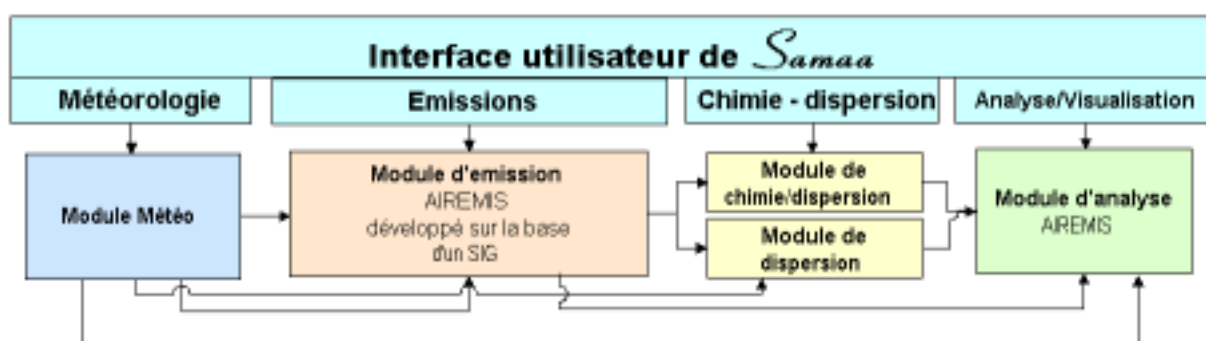 Interface utilisateur de Samaa
Météorologie
Emissions
Chimie - dispersion
Analyse/Visualisation
Module Météo
Module d'emission
AIREMIS
développé sur la base
d'un SIG
Module de
chimie/dispersion
Module de
dispersion
Module d'analyse
AIREMIS